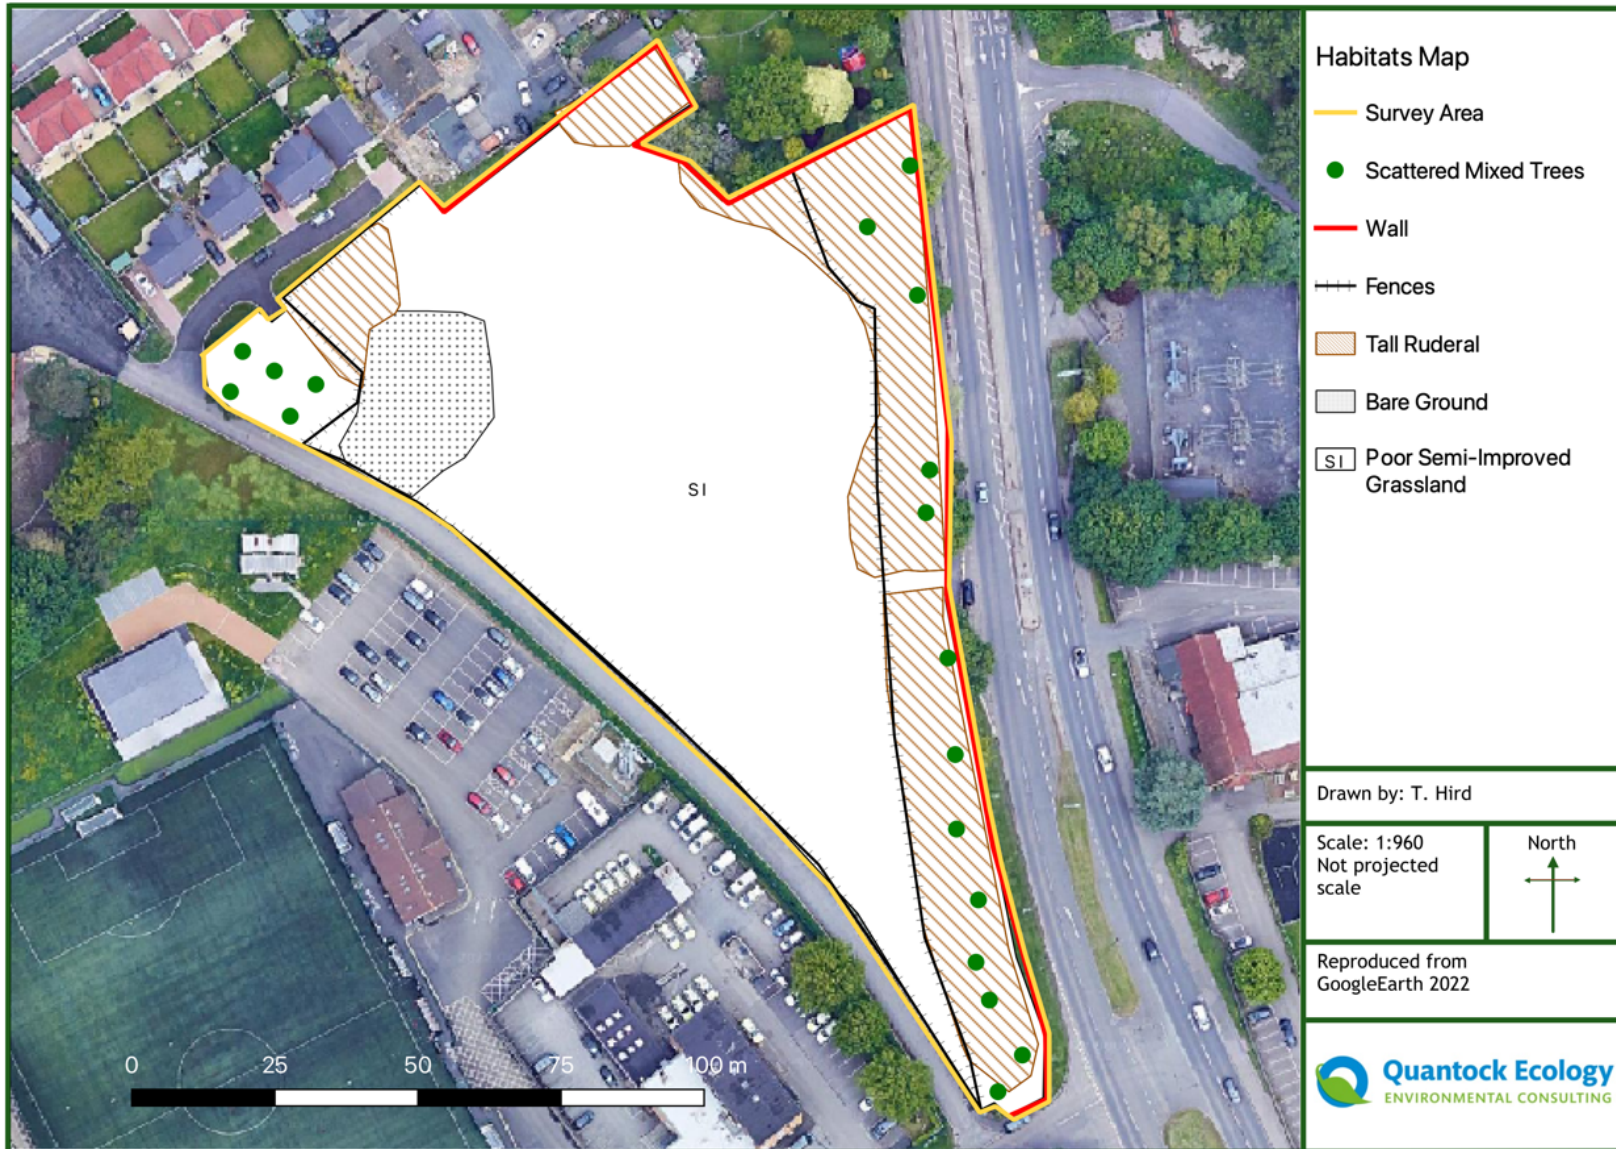 Habitats Map
Survey Area
Scattered Mixed Trees
Wall
Fences
Tall Ruderal
Bare Ground
SI Poor Semi-Improved
Grassland
SI
0 25 50 75 100 m
Drawn by: T. Hird
Scale: 1:960
Not projected
scale
North
Reproduced from
GoogleEarth 2022
Quantock Ecology
ENVIRONMENTAL CONSULTING